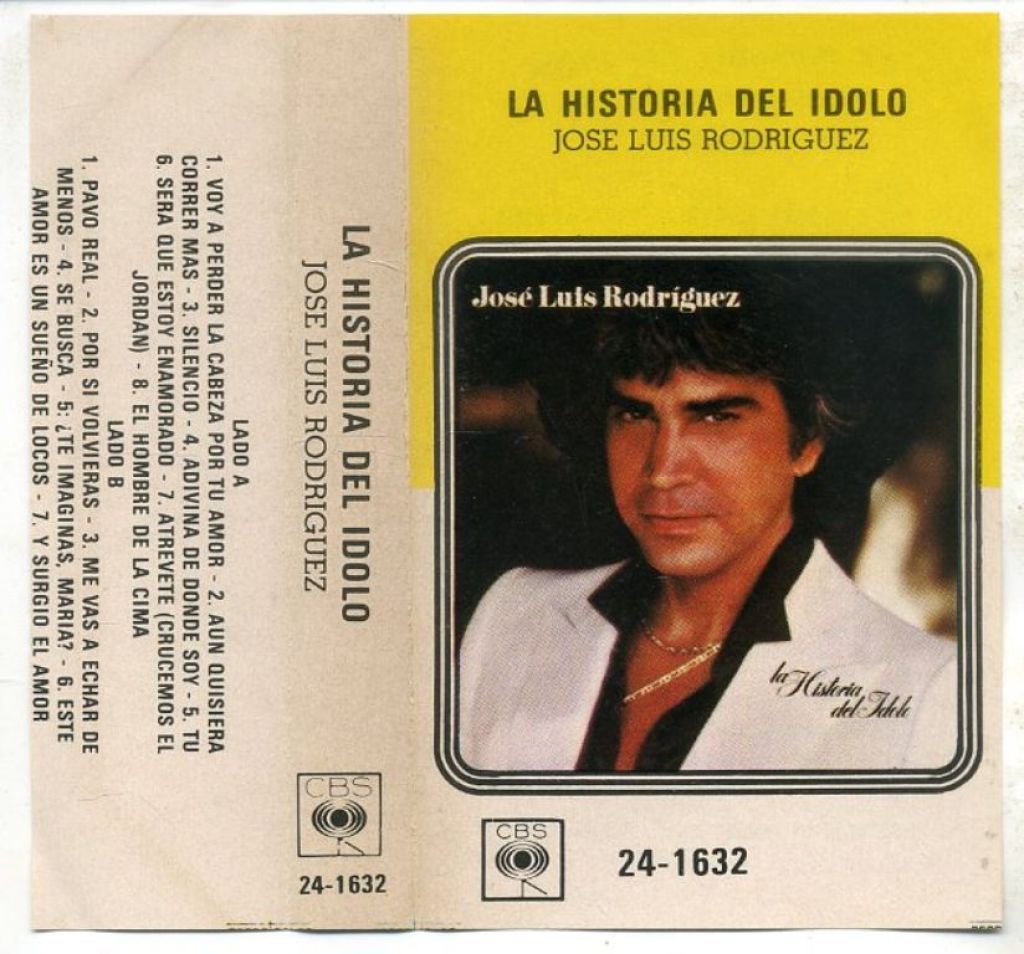 LA HISTORIA DEL IDOLO
JOSE LUIS RODRIGUEZ
José Luis Rodríguez
la Historia
del Idolo
CBS
24-1632
LA HISTORIA DEL IDOLO
JOSE LUIS RODRIGUEZ
CBS
24-1632
LADO A
1. VOY A PERDER LA CABEZA POR TU AMOR - 2. AUN QUISIERA
CORRER MAS - 3. SILENCIO - 4. ADIVINA DE DONDE SOY - 5. TU
6. SERA QUE ESTOY ENAMORADO - 7. ATREVETE (CRUCEMOS EL
JORDAN) - 8. EL HOMBRE DE LA CIMA
LADO B
1. PAVO REAL - 2. POR SI VOLVIERAS - 3. ME VAS A ECHAR DE
MENOS - 4. SE BUSCA - 5: ¿TE IMAGINAS, MARIA? - 6. ESTE
AMOR ES UN SUEÑO DE LOCOS - 7. Y SURGIO EL AMOR